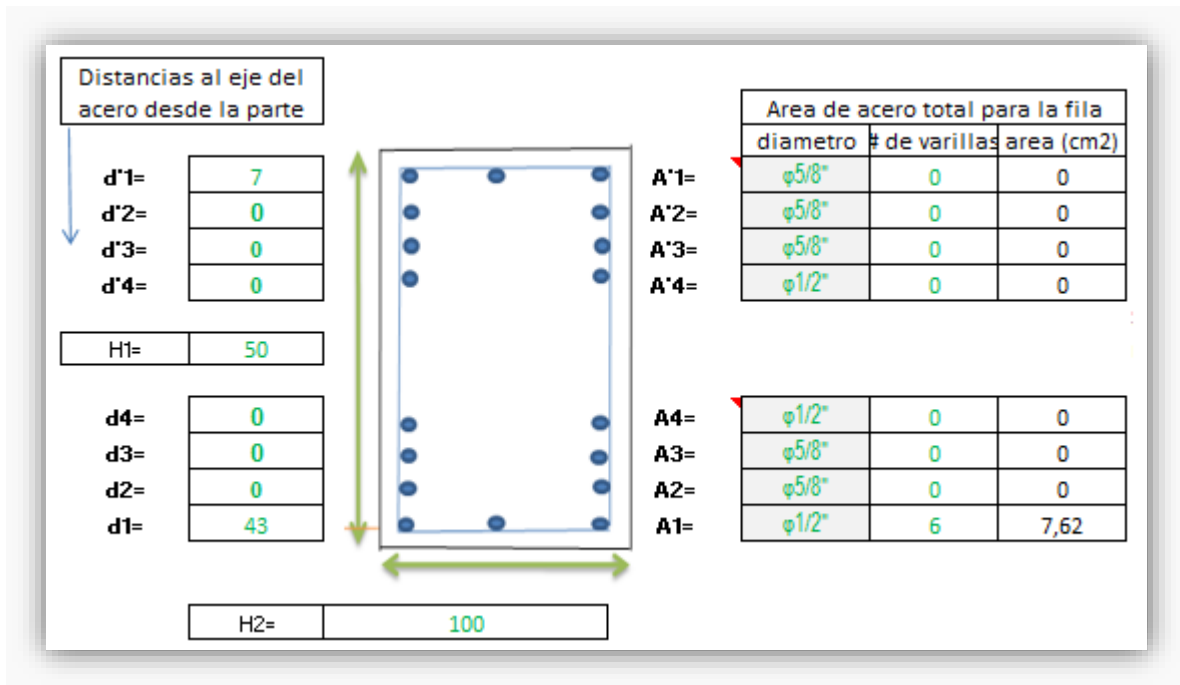 Distancias al eje del
acero desde la parte
Area de acero total para la fila
diametro # de varillas area (cm2)
d'1= 7 A'1= φ5/8" 0 0
d'2= 0 A'2= φ5/8" 0 0
d'3= 0 A'3= φ5/8" 0 0
d'4= 0 A'4= φ1/2" 0 0
H1= 50
d4= 0 A4= φ1/2" 0 0
d3= 0 A3= φ5/8" 0 0
d2= 0 A2= φ5/8" 0 0
d1= 43 A1= φ1/2" 6 7,62
H2= 100